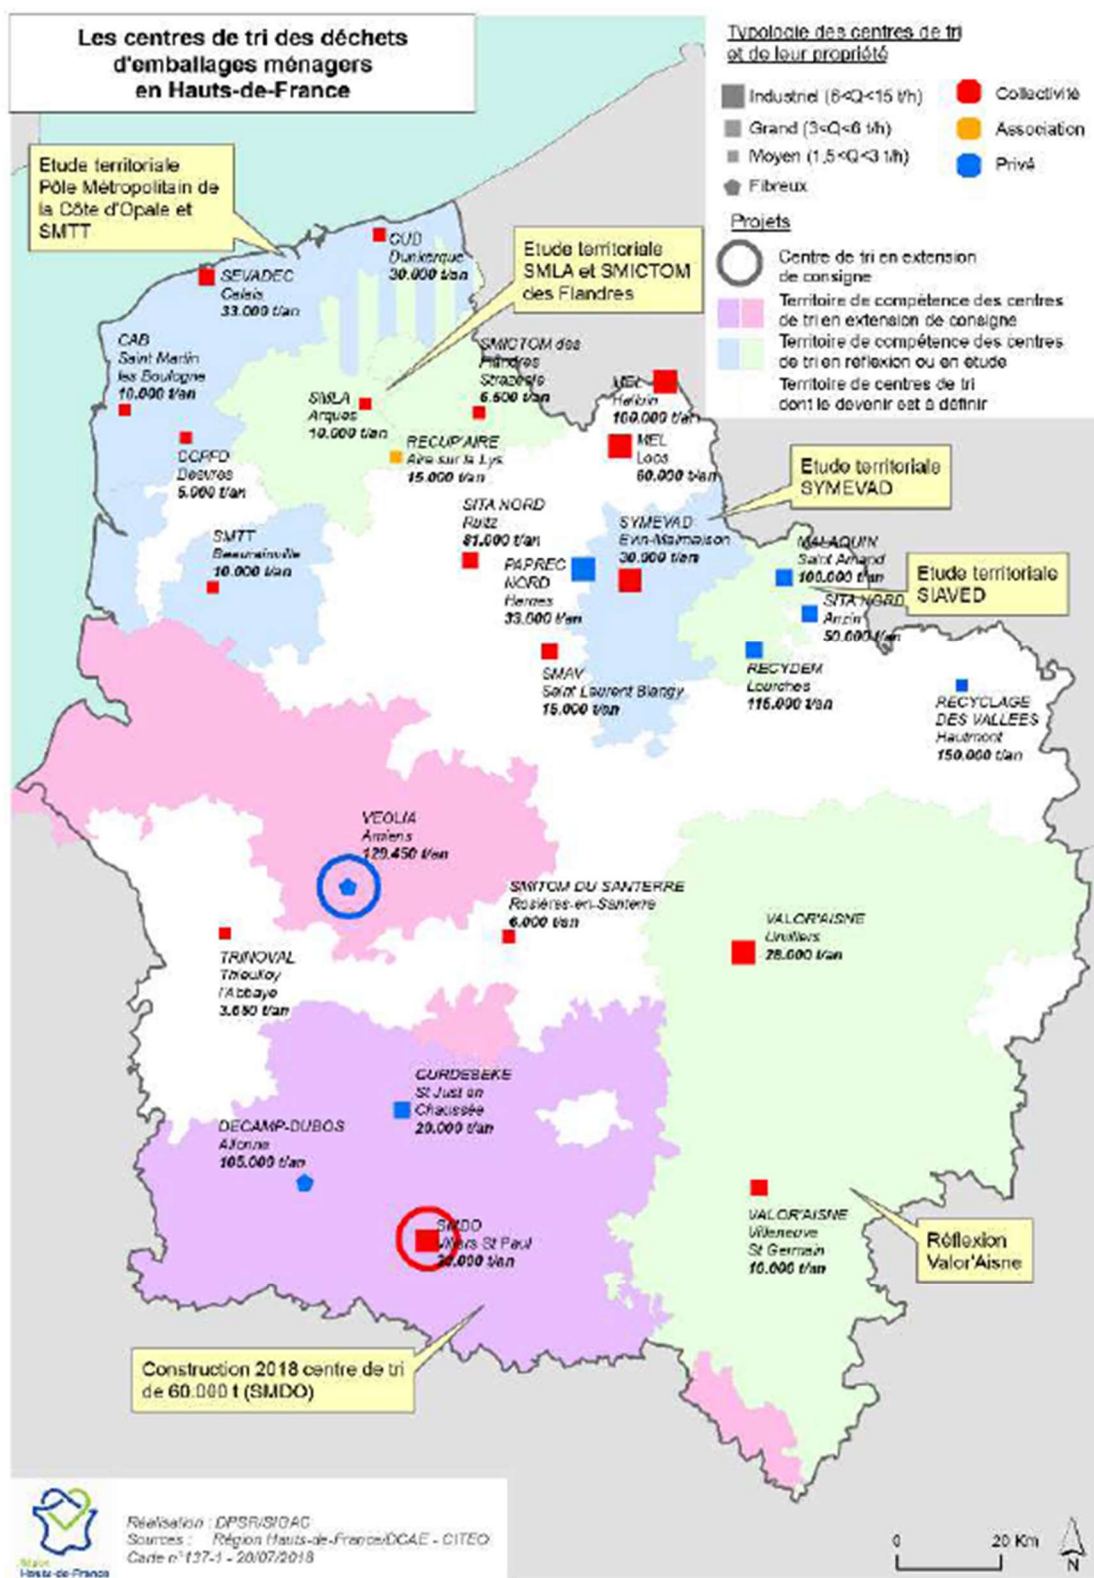 Les centres de tri des déchets
d'emballages ménagers
en Hauts-de-France
Typologie des centres de tri
et de leur propriété
Industriel (6<Q<15 t/h)
Grand (3<Q<6 t/h)
Moyen (1,5<Q<3 t/h)
Fibreux
Collectivité
Association
Privé
Projets
Centre de tri en extension
de consigne
Territoire de compétence des centres
de tri en extension de consigne
Territoire de compétence des centres
de tri en réflexion ou en étude
Territoire de centres de tri
dont le devenir est à définir
Etude territoriale
Pôle Métropolitain de
la Côte d'Opale et
SMTT
Etude territoriale
SMLA et SMICTOM
des Flandres
CUD
Dunkerque
30.000 t/an
SEVADEC
Calais
33.000 t/an
CAB
Saint Martin
les Boulogne
10.000 t/an
SMICTOM des
Flandres
Strazeele
6.500 t/an
SMLA
Arques
10.000 t/an
MEL
Halluin
100.000 t/an
CCPFD
Desvres
5.000 t/an
RECUP'AIRE
Aire sur la Lys
15.000 t/an
MEL
Loos
60.000 t/an
Etude territoriale
SYMEVAD
SITA NORD
Ruitz
81.000 t/an
SYMEVAD
Evin-Malmaison
30.000 t/an
SMTT
Beaurainville
10.000 t/an
PAPREC
NORD
Harnes
33.000 t/an
MALAQUIN
Saint Amand
100.000 t/an
Etude territoriale
SIAVED
SITA NORD
Anzin
50.000 t/an
SMAV
Saint Laurent Blangy
15.000 t/an
RECYDEM
Lourches
115.000 t/an
RECYCLAGE
DES VALLEES
Hautmont
150.000 t/an
VEOLIA
Amiens
129.450 t/an
SMITOM DU SANTERRE
Rosières-en-Santerre
6.000 t/an
VALOR'AISNE
Urvillers
28.000 t/an
TRINOVAL
Thieulloy
l'Abbaye
3.650 t/an
GURDEBEKE
St Just en
Chaussée
20.000 t/an
DECAMP-DUBOS
Allonne
105.000 t/an
SMDO
Villers St Paul
t/an
VALOR'AISNE
Villeneuve
St Germain
10.000 t/an
Réflexion
Valor'Aisne
Construction 2018 centre de tri
de 60.000 t (SMDO)
Région
Hauts-de-France
Réalisation : DPSR/SIGAC
Sources : Région Hauts-de-France/DCAE - CITEO
Carte n°137-1 - 20/07/2018
0 20 Km
N